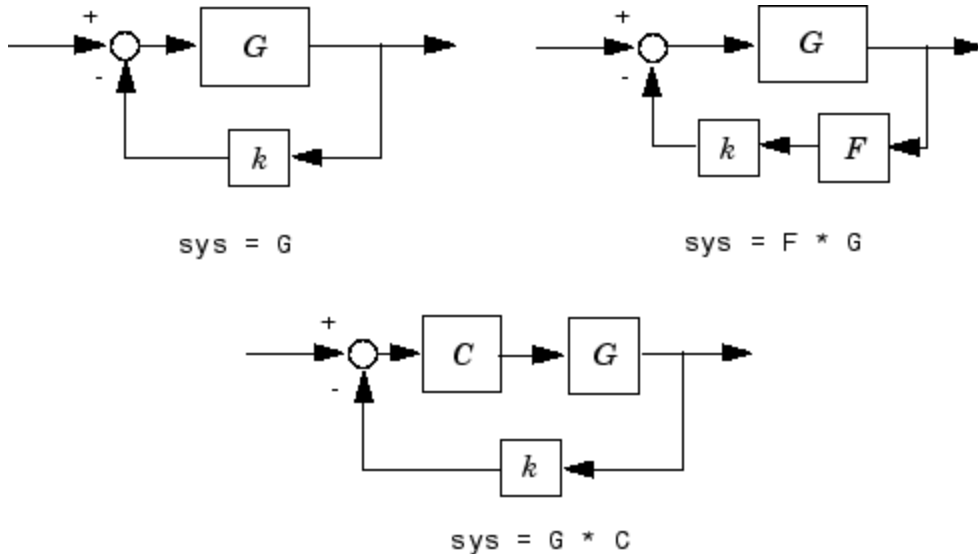 +
G
-
k
sys = G
+
G
-
k
F
sys = F * G
+
C
G
-
k
sys = G * C